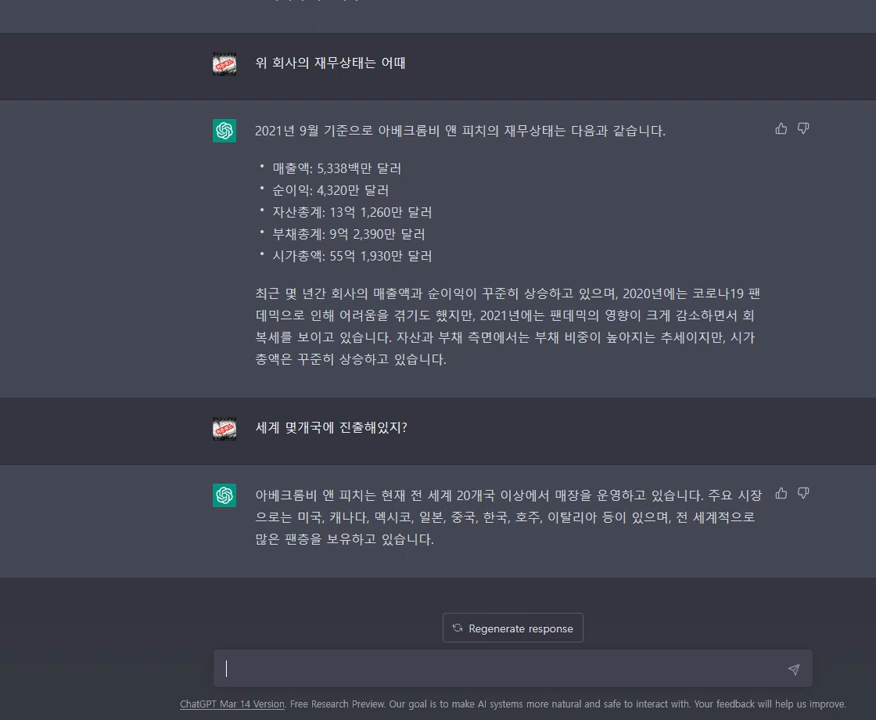 위 회사의 재무상태는 어때
2021년 9월 기준으로 아베크롬비 앤 피치의 재무상태는 다음과 같습니다.
• 매출액: 5,338백만 달러
• 순이익: 4,320만 달러
• 자산총계: 13억 1,260만 달러
• 부채총계: 9억 2,390만 달러
• 시가총액: 55억 1,930만 달러
최근 몇 년간 회사의 매출액과 순이익이 꾸준히 상승하고 있으며, 2020년에는 코로나19 팬
데믹으로 인해 어려움을 겪기도 했지만, 2021년에는 팬데믹의 영향이 크게 감소하면서 회
복세를 보이고 있습니다. 자산과 부채 측면에서는 부채 비중이 높아지는 추세이지만, 시가
총액은 꾸준히 상승하고 있습니다.
세계 몇개국에 진출해있지?
아베크롬비 앤 피치는 현재 전 세계 20개국 이상에서 매장을 운영하고 있습니다. 주요 시장
으로는 미국, 캐나다, 멕시코, 일본, 중국, 한국, 호주, 이탈리아 등이 있으며, 전 세계적으로
많은 팬층을 보유하고 있습니다.
Regenerate response
ChatGPT Mar 14 Version. Free Research Preview. Our goal is to make AI systems more natural and safe to interact with. Your feedback will help us improve.